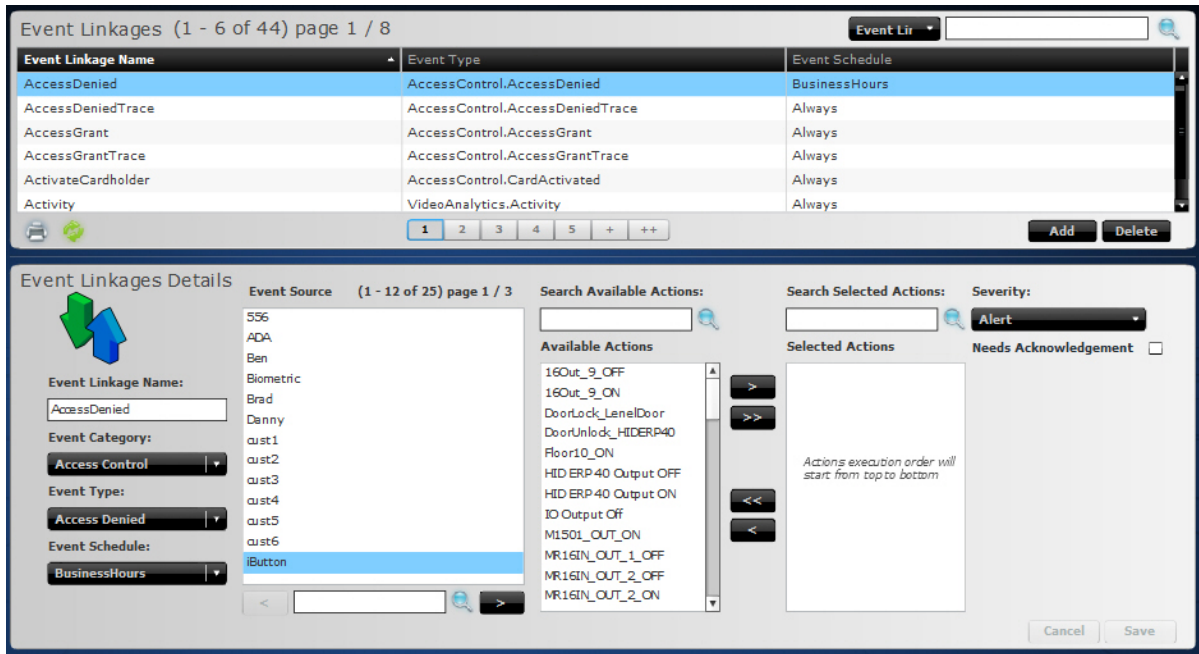 Event Linkages (1 - 6 of 44) page 1 / 8
Event Lir
Event Linkage Name Event Type Event Schedule
AccessDenied AccessControl.AccessDenied BusinessHours
AccessDeniedTrace AccessControl.AccessDeniedTrace Always
AccessGrant AccessControl.AccessGrant Always
AccessGrantTrace AccessControl.AccessGrantTrace Always
ActivateCardholder AccessControl.CardActivated Always
Activity VideoAnalytics.Activity Always
1 2 3 4 5 + ++
Add Delete
Event Linkages Details
Event Linkage Name:
AccessDenied
Event Category:
Access Control
Event Type:
Access Denied
Event Schedule:
BusinessHours
Event Source (1 - 12 of 25) page 1 / 3
556
ADA
Ben
Biometric
Brad
Danny
cust1
cust2
cust3
cust4
cust5
cust6
iButton
< >
Search Available Actions:
Available Actions
16Out_9_OFF
16Out_9_ON
DoorLock_LenelDoor
DoorUnlock_HIDERP40
Floor10_ON
HID ERP40 Output OFF
HID ERP40 Output ON
IO Output Off
M1501_OUT_ON
MR16IN_OUT_1_OFF
MR16IN_OUT_2_OFF
MR16IN_OUT_2_ON
>
>>
<<
<
Search Selected Actions:
Selected Actions
Actions execution order will
start from top to bottom
Severity:
Alert
Needs Acknowledgement
Cancel Save